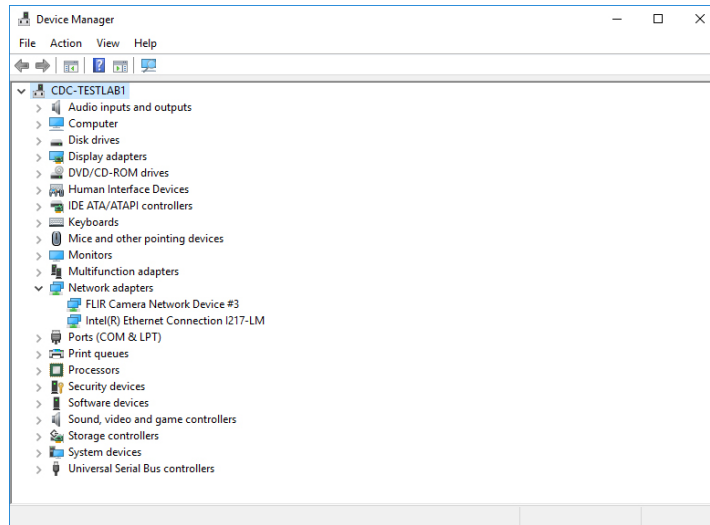 Device Manager
File Action View Help
CDC-TESTLAB1
Audio inputs and outputs
Computer
Disk drives
Display adapters
DVD/CD-ROM drives
Human Interface Devices
IDE ATA/ATAPI controllers
Keyboards
Mice and other pointing devices
Monitors
Multifunction adapters
Network adapters
FLIR Camera Network Device #3
Intel(R) Ethernet Connection I217-LM
Ports (COM & LPT)
Print queues
Processors
Security devices
Software devices
Sound, video and game controllers
Storage controllers
System devices
Universal Serial Bus controllers